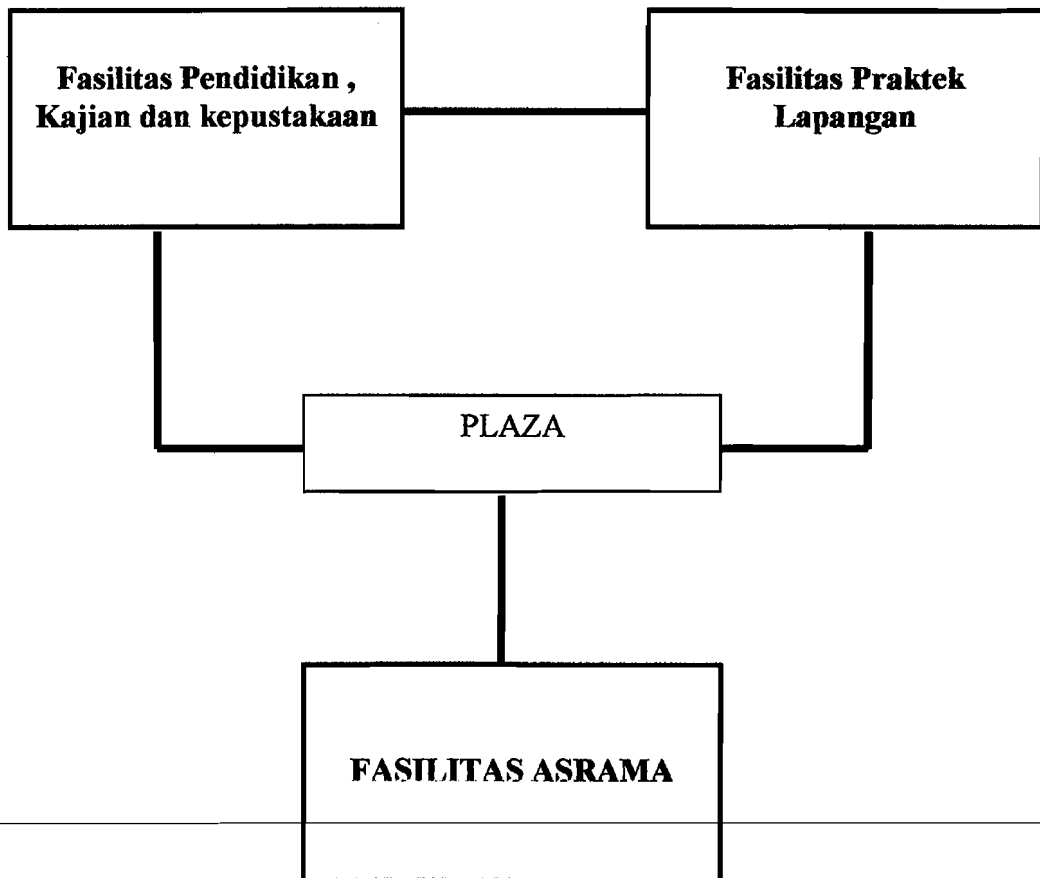 Fasilitas Pendidikan ,
Kajian dan kepustakaan
Fasilitas Praktek
Lapangan
PLAZA
FASILITAS ASRAMA